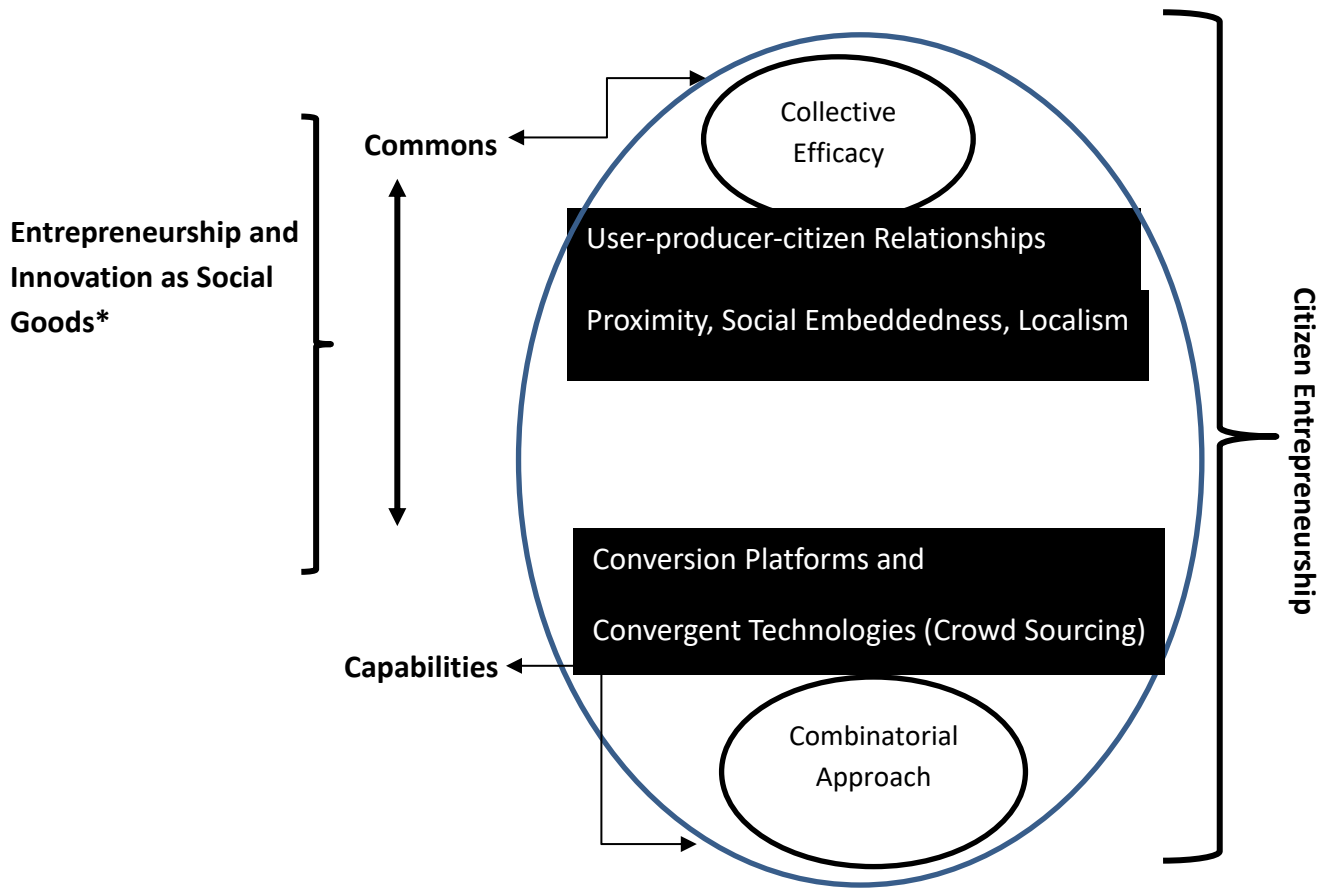 Collective
Efficacy
Commons
Entrepreneurship and
Innovation as Social
Goods*
User-producer-citizen Relationships
Proximity, Social Embeddedness, Localism
Citizen Entrepreneurship
Conversion Platforms and
Convergent Technologies (Crowd Sourcing)
Capabilities
Combinatorial
Approach